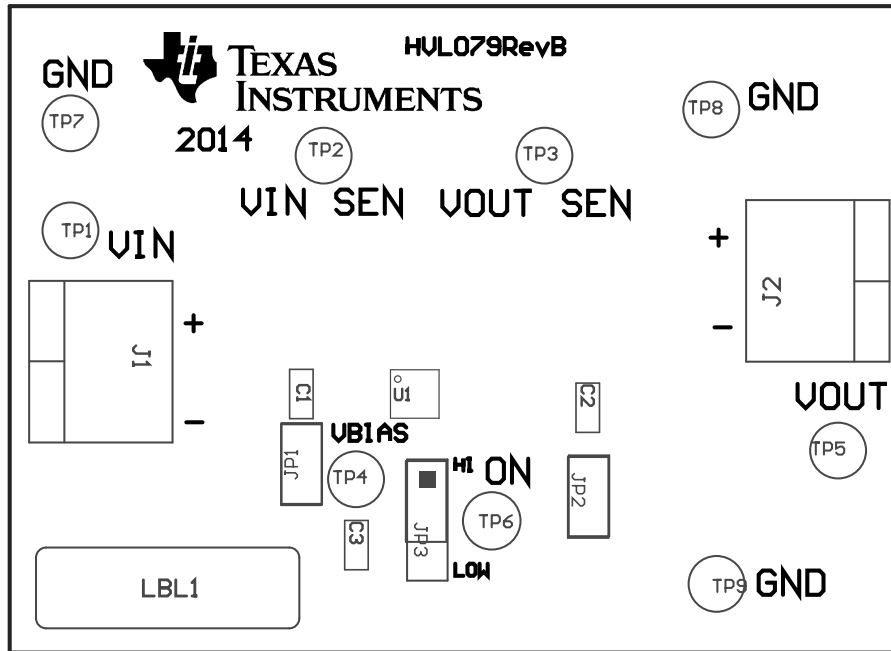 HVL079RevB
TEXAS
INSTRUMENTS
2014
GND
TP7
TP2
TP3
TP8
GND
VIN SEN
VOUT SEN
TP1
VIN
+
-
J1
+
-
J2
C1
U1
C2
VOUT
TP5
VBIAS
JP1
TP4
HI
ON
JP3
TP6
JP2
C3
LOW
LBL1
TP9
GND